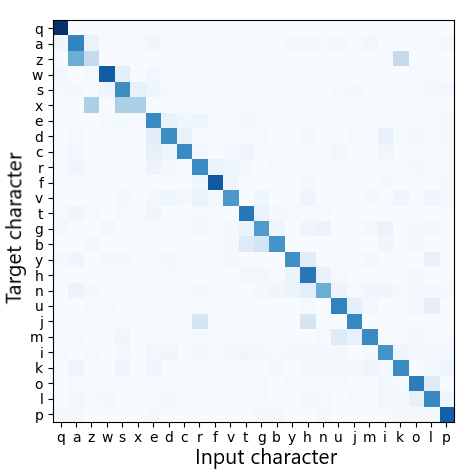 Target character
q
a
z
w
s
x
e
d
c
r
f
v
t
g
b
y
h
n
u
j
m
i
k
o
l
p
q a z w s x e d c r f v t g b y h n u j m i k o l p
Input character